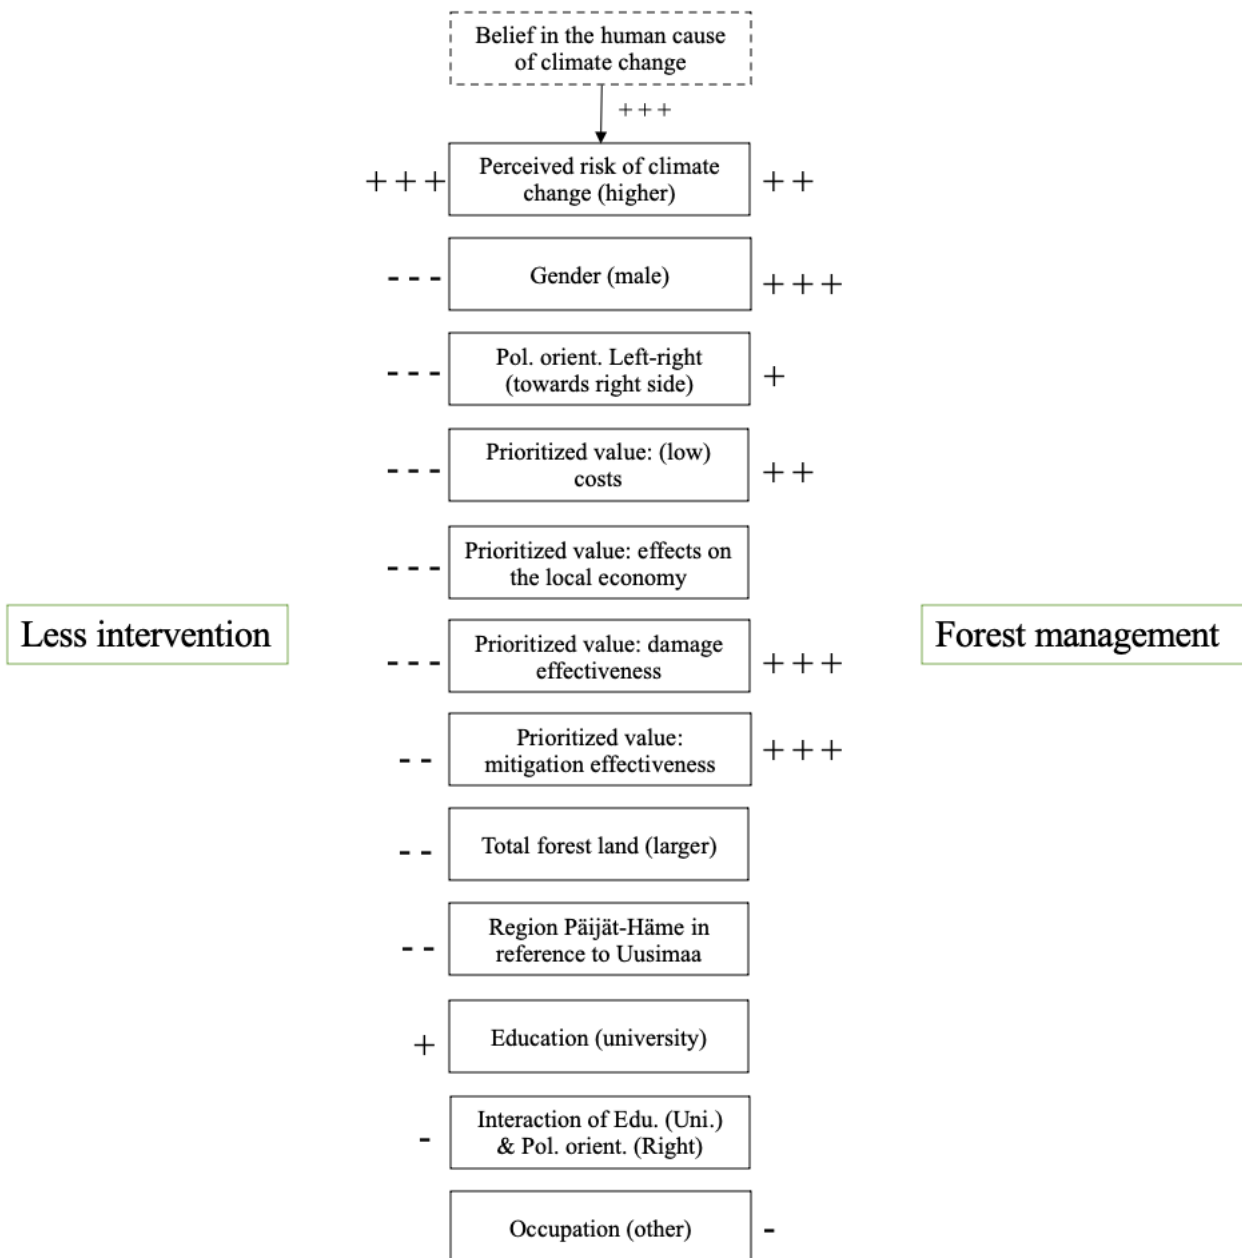 Belief in the human cause
of climate change
+++
+++
Perceived risk of climate
change (higher)
++
---
Gender (male)
+++
---
Pol. orient. Left-right
(towards right side)
+
---
Prioritized value: (low)
costs
++
---
Prioritized value: effects on
the local economy
Less intervention
Forest management
---
Prioritized value: damage
effectiveness
+++
--
Prioritized value:
mitigation effectiveness
+++
--
Total forest land (larger)
--
Region Päijät-Häme in
reference to Uusimaa
+
Education (university)
-
Interaction of Edu. (Uni.)
& Pol. orient. (Right)
Occupation (other)
-